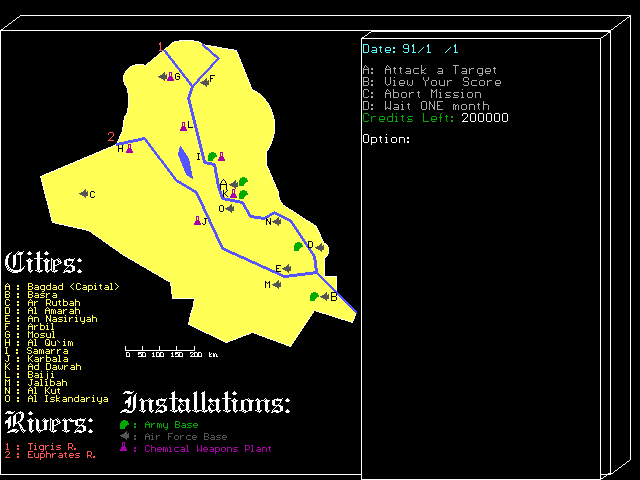 Date: 91/1 /1
A: Attack a Target
B: View Your Score
C: Abort Mission
D: Wait ONE month
Credits Left: 200000
Option:
1
G
F
2
H
L
I
A
K
C
O
J
N
D
E
M
B
Cities:
A : Bagdad <Capital>
B : Basra
C : Ar Rutbah
D : Al Amarah
E : An Nasiriyah
F : Arbil
G : Mosul
H : Al Qu`im
I : Samarra
J : Karbala
K : Ad Dawrah
L : Baiji
M : Jalibah
N : Al Kut
O : Al Iskandariya
0 50 100 150 200 km
Rivers:
1 : Tigris R.
2 : Euphrates R.
Installations:
: Army Base
: Air Force Base
: Chemical Weapons Plant